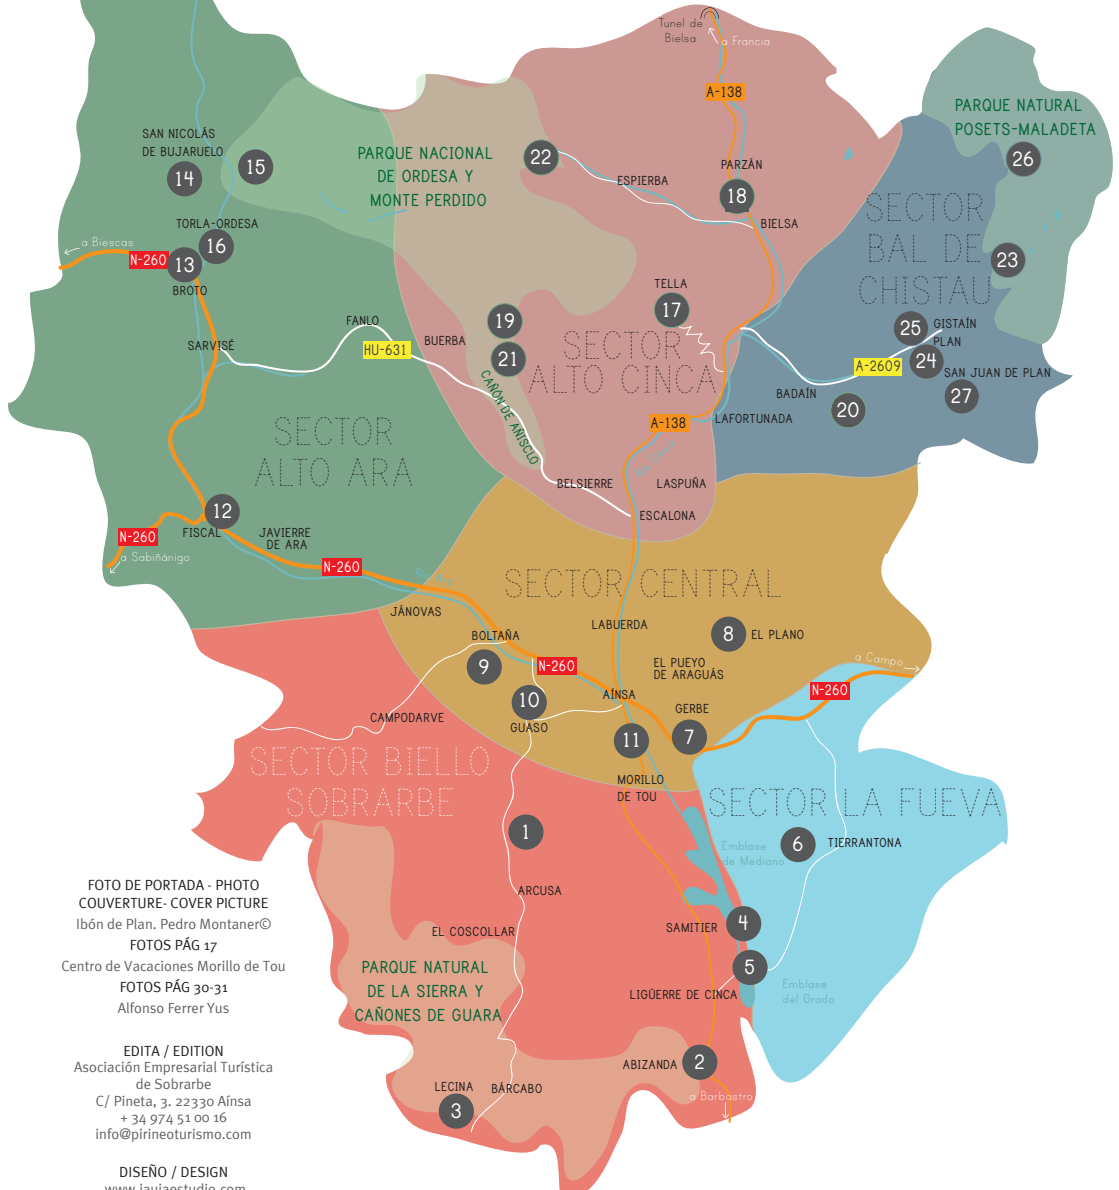 Tunel de
Bielsa
a Francia
A-138
PARQUE NATURAL
POSETS-MALADETA
26
SAN NICOLÁS
DE BUJARUELO
14
15
PARQUE NACIONAL
DE ORDESA Y
MONTE PERDIDO
22
ESPIERBA
PARZÁN
18
BIELSA
SECTOR
BAL DE
CHISTAU
23
TORLA-ORDESA
16
a Biescas
N-260
13
BROTO
TELLA
17
19
21
FANLO
HU-631
BUERBA
SARVISÉ
CAÑÓN DE AÑISCLO
SECTOR
ALTO CINCA
25
GISTAÍN
PLAN
24
A-2609
SAN JUAN DE PLAN
27
BADAÍN
20
A-138
LAFORTUNADA
Río Cinca
SECTOR
ALTO ARA
BELSIERRE
LASPUÑA
ESCALONA
12
FISCAL
N-260
a Sabiñánigo
JAVIERRE
DE ARA
N-260
Río Ara
SECTOR CENTRAL
JÁNOVAS
LABUERDA
BOLTAÑA
8
EL PLANO
9
N-260
EL PUEYO
DE ARAGUÁS
a Campo
N-260
10
GUASO
AÍNSA
GERBE
7
11
CAMPODARVE
SECTOR BIELLO
SOBRARBE
MORILLO
DE TOU
SECTOR LA FUEVA
1
Emblase
de Mediano
6
TIERRANTONA
ARCUSA
EL COSCOLLAR
SAMITIER
4
5
LIGÜERRE DE CINCA
Emblase
del Grado
PARQUE NATURAL
DE LA SIERRA Y
CAÑONES DE GUARA
ABIZANDA
2
a Barbastro
LECINA
BÁRCABO
3
FOTO DE PORTADA - PHOTO
COUVERTURE- COVER PICTURE
Ibón de Plan. Pedro Montaner©
FOTOS PÁG 17
Centro de Vacaciones Morillo de Tou
FOTOS PÁG 30-31
Alfonso Ferrer Yus
EDITA / EDITION
Asociación Empresarial Turística
de Sobrarbe
C/ Pineta, 3. 22330 Aínsa
+ 34 974 51 00 16
info@pirineoturismo.com
DISEÑO / DESIGN
www.jaujaestudio.com